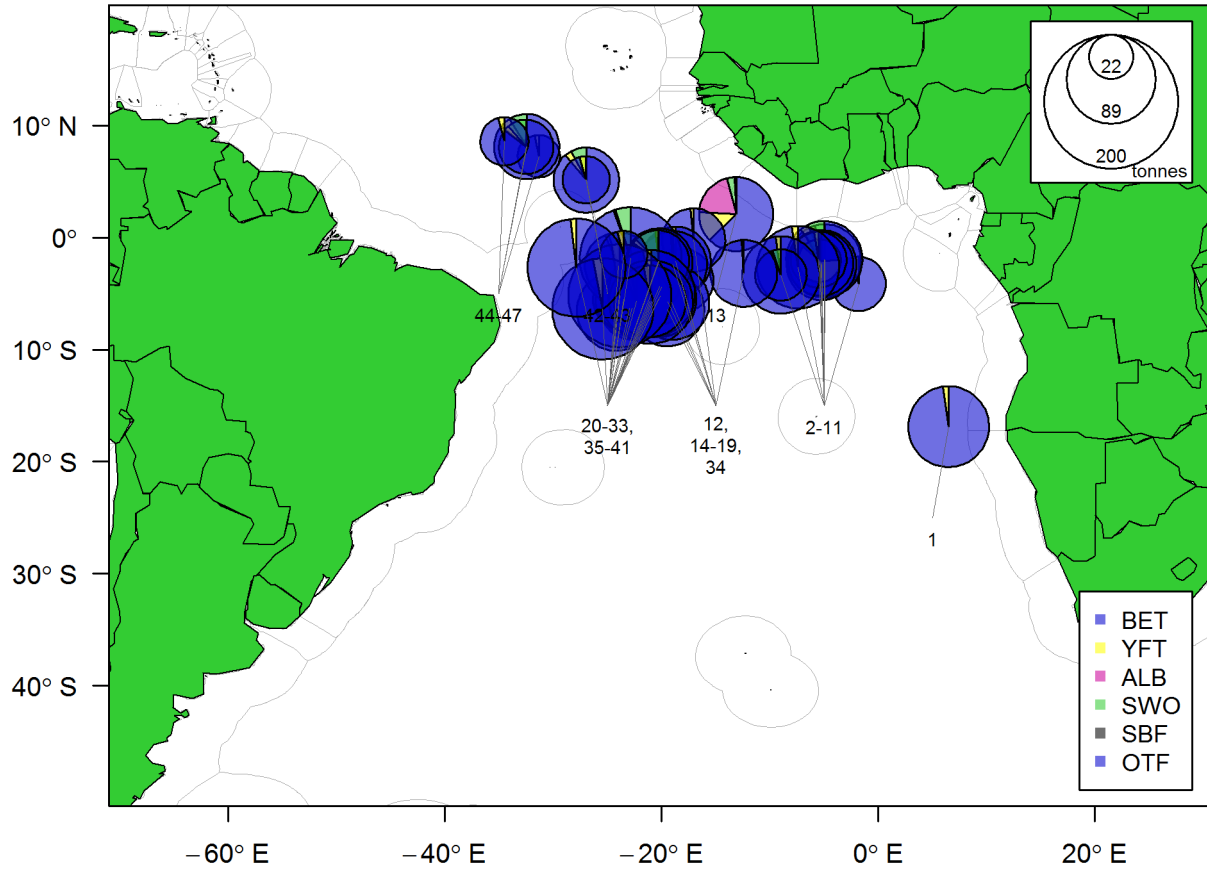 22
89
200
tonnes
10° N
0°
10° S
20° S
30° S
40° S
44-47
13
20-33,
35-41
12,
14-19,
34
2-11
1
BET
YFT
ALB
SWO
SBF
OTF
−60° E
−40° E
−20° E
0° E
20° E